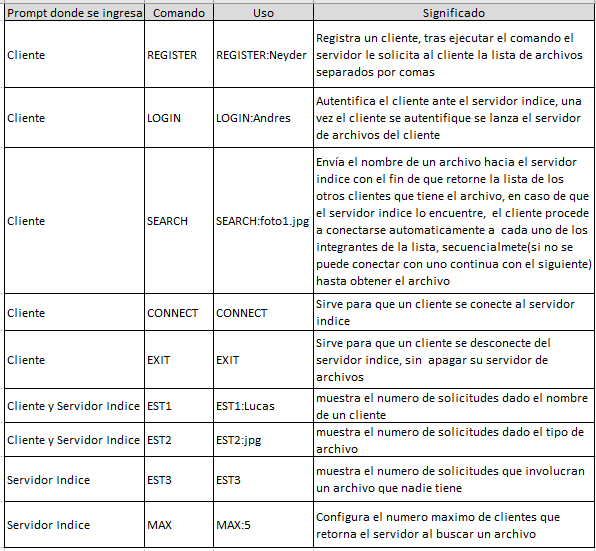 Prompt donde se ingresa Comando Uso Significado
Cliente REGISTER REGISTER:Neyder Registra un cliente, tras ejecutar el comando el
servidor le solicita al cliente la lista de archivos
separados por comas
Cliente LOGIN LOGIN:Andres Autentifica el cliente ante el servidor indice, una
vez el cliente se autentifique se lanza el servidor
de archivos del cliente
Cliente SEARCH SEARCH:foto1.jpg Envía el nombre de un archivo hacia el servidor
indice con el fin de que retorne la lista de los
otros clientes que tiene el archivo, en caso de que
el servidor indice lo encuentre, el cliente procede
a conectarse automaticamente a cada uno de los
integrantes de la lista, secuencialmete(si no se
puede conectar con uno continua con el siguiente)
hasta obtener el archivo
Cliente CONNECT CONNECT Sirve para que un cliente se conecte al servidor
indice
Cliente EXIT EXIT Sirve para que un cliente se desconecte del
servidor indice, sin apagar su servidor de
archivos
Cliente y Servidor Indice EST1 EST1:Lucas muestra el numero de solicitudes dado el nombre
de un cliente
Cliente y Servidor Indice EST2 EST2:jpg muestra el numero de solicitudes dado el tipo de
archivo
Servidor Indice EST3 EST3 muestra el numero de solicitudes que involucran
un archivo que nadie tiene
Servidor Indice MAX MAX:5 Configura el numero maximo de clientes que
retorna el servidor al buscar un archivo